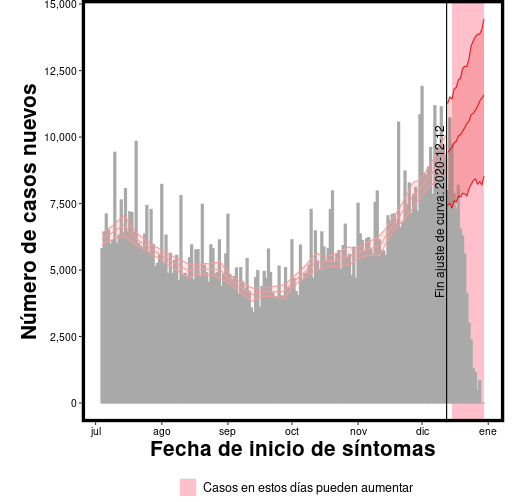 Número de casos nuevos
15,000
12,500
10,000
7,500
5,000
2,500
0
Fin ajuste de curva: 2020-12-12
jul ago sep oct nov dic ene
Fecha de inicio de síntomas
Casos en estos días pueden aumentar